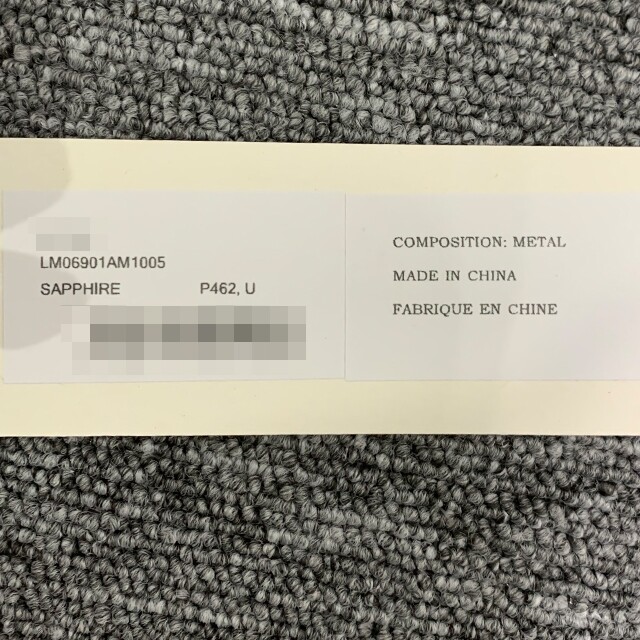 LM06901AM1005
SAPPHIRE P462, U
COMPOSITION: METAL
MADE IN CHINA
FABRIQUE EN CHINE